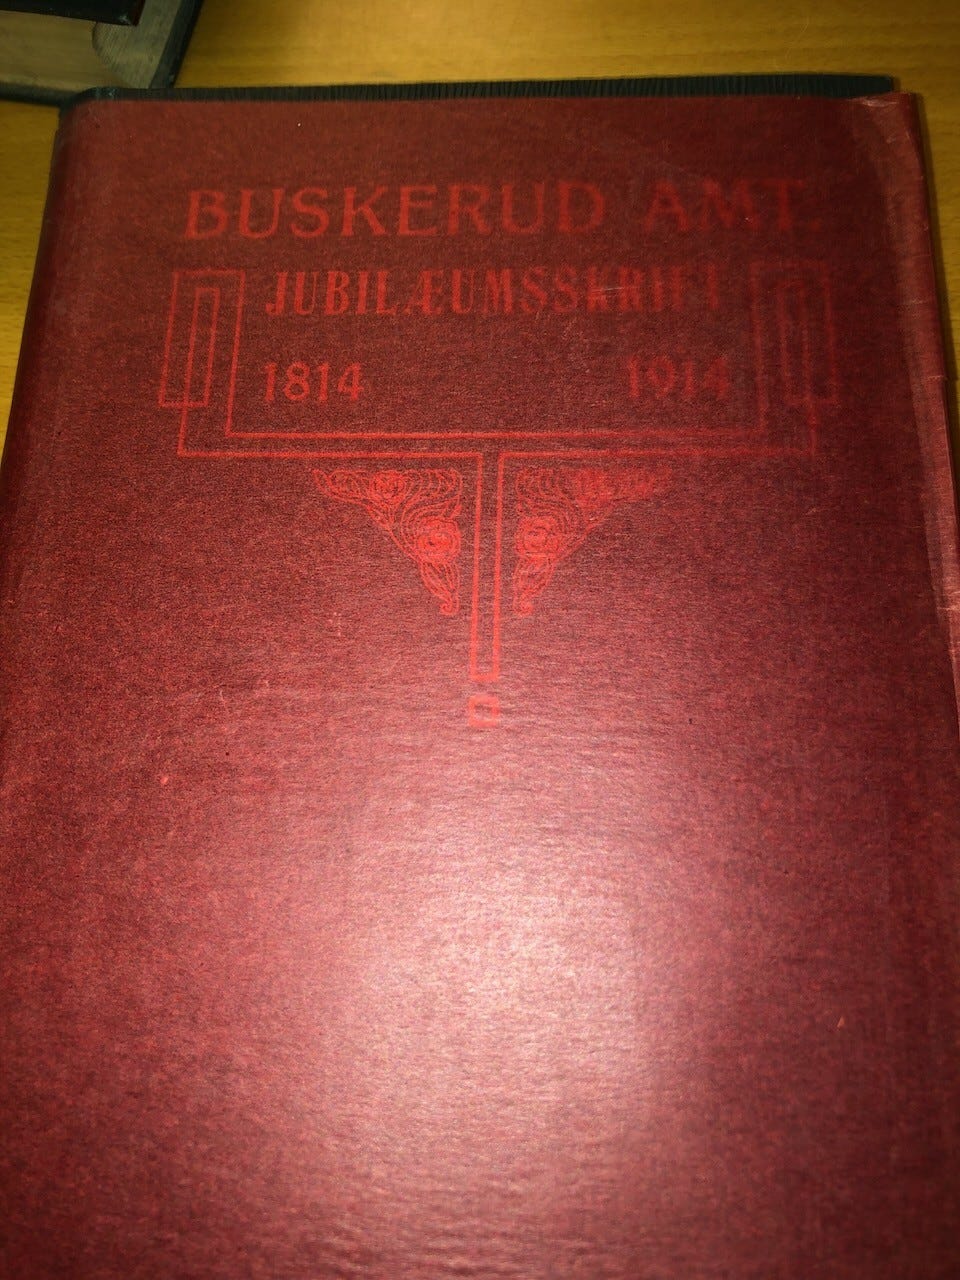 BUSKERUD AMT.
JUBILÆUMSSKRIFT
1814 1914